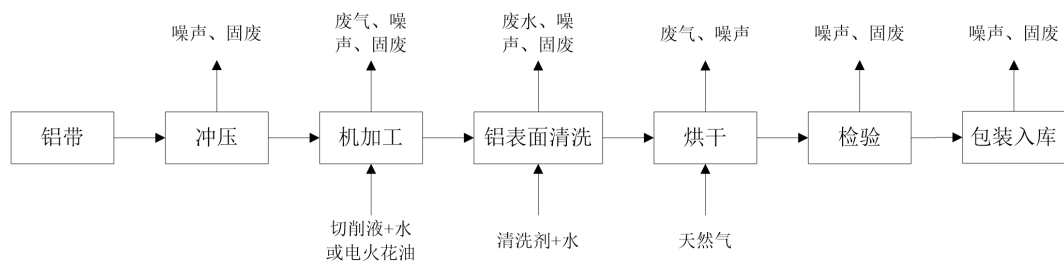 噪声、固废
废气、噪
声、固废
废水、噪
声、固废
废气、噪声
噪声、固废
噪声、固废
铝带
冲压
机加工
铝表面清洗
烘干
检验
包装入库
切削液+水
或电火花油
清洗剂+水
天然气